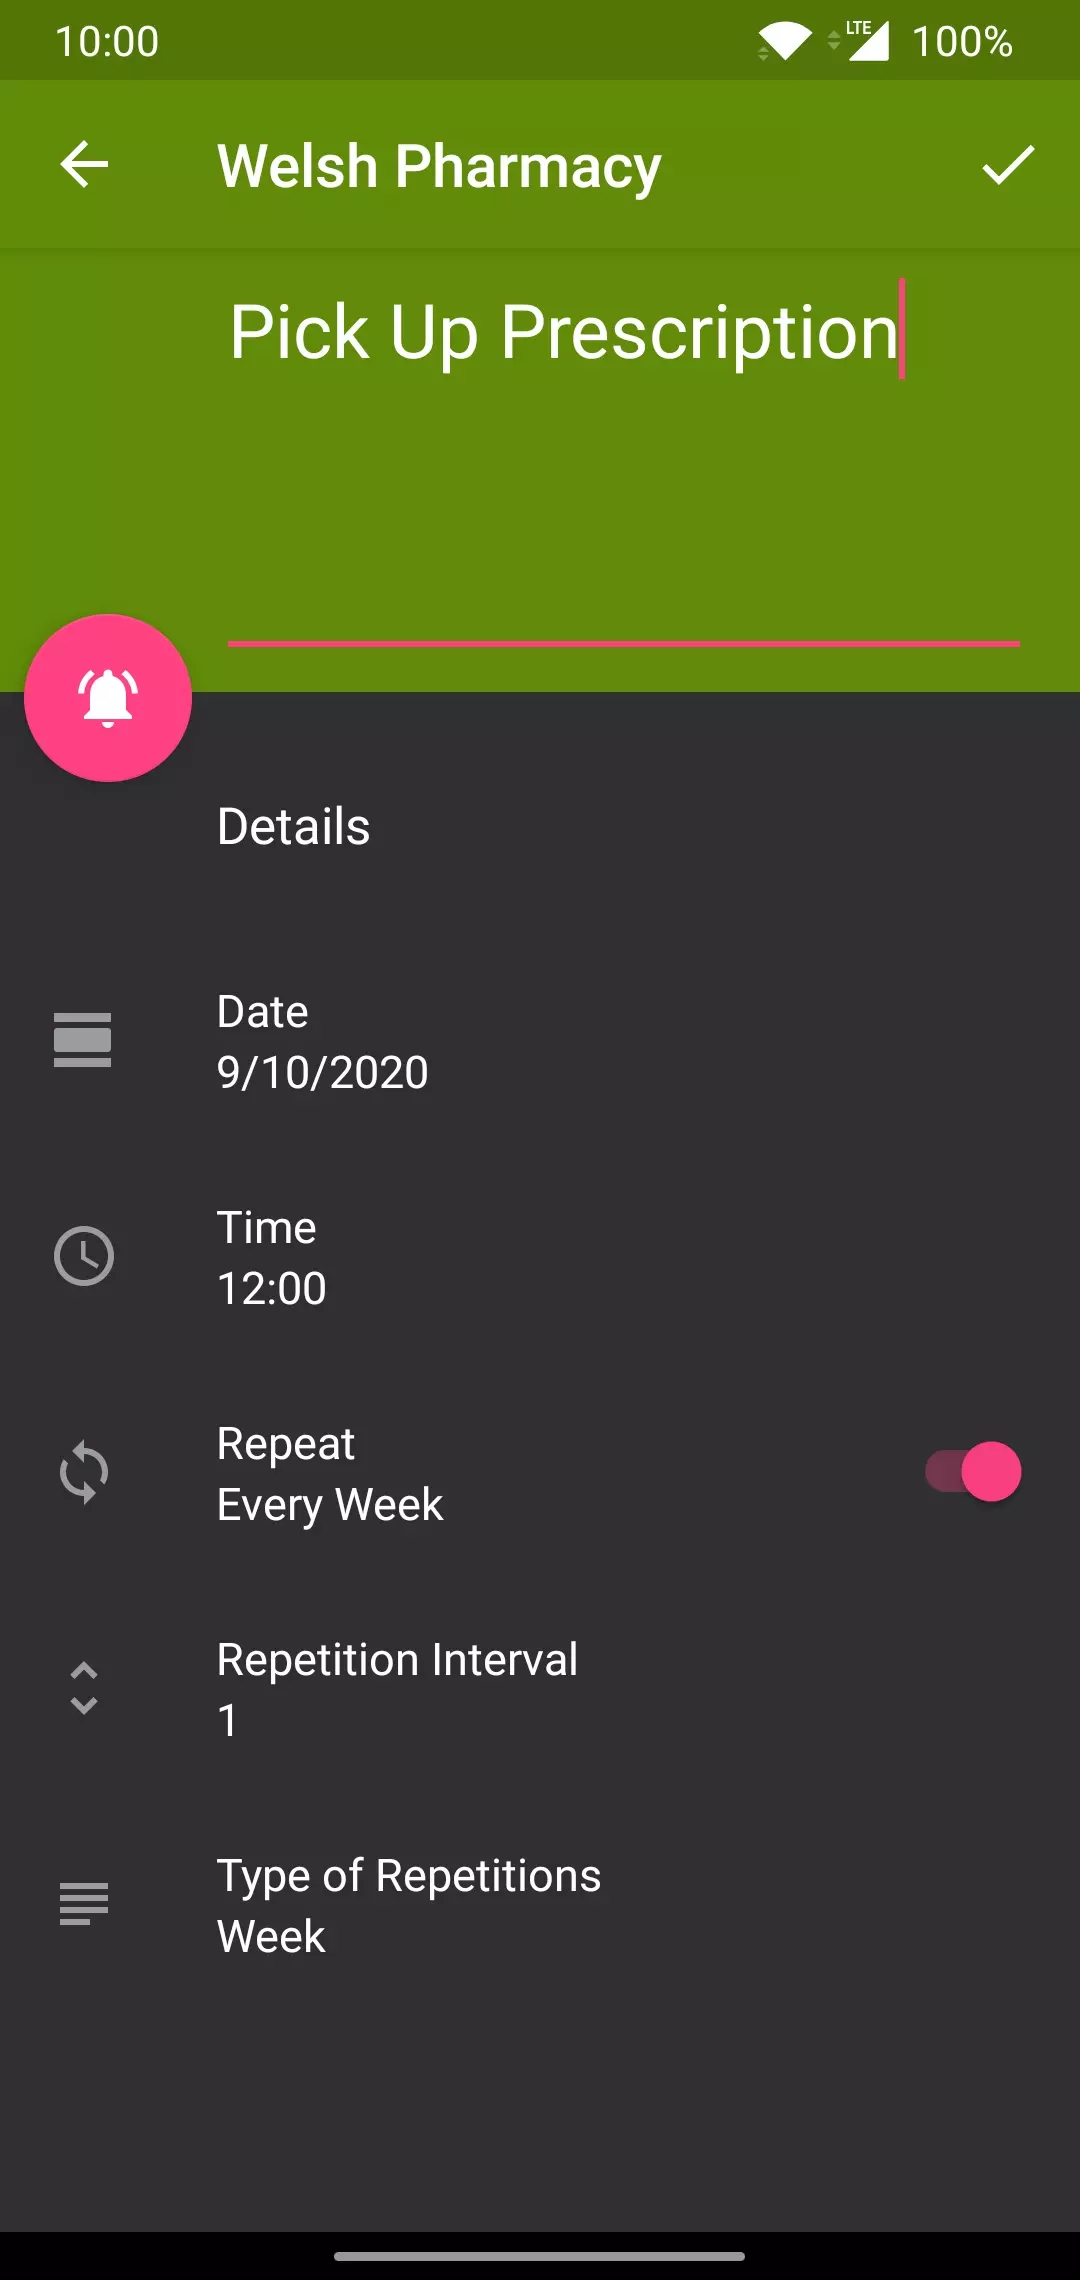 10:00
LTE 100%
Welsh Pharmacy
Pick Up Prescription
Details
Date
9/10/2020
Time
12:00
Repeat
Every Week
Repetition Interval
1
Type of Repetitions
Week